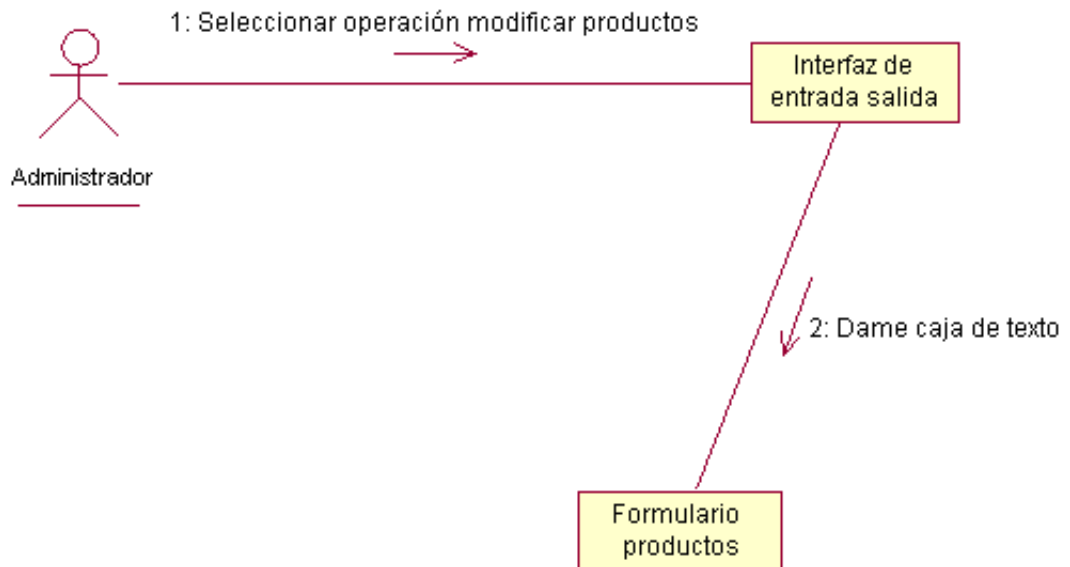 1: Seleccionar operación modificar productos
Interfaz de
entrada salida
Administrador
2: Dame caja de texto
Formulario
productos